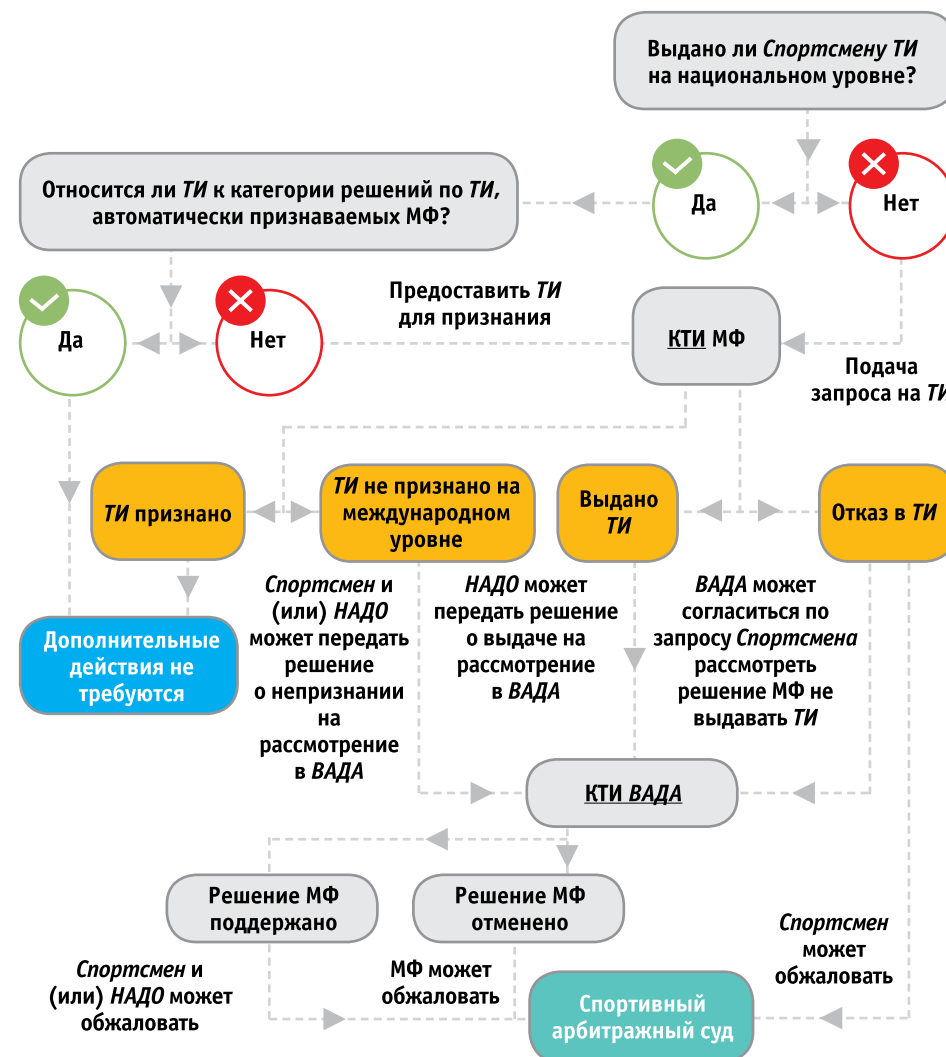 Выдано ли Спортсмену ТИ
на национальном уровне?
Да
Нет
Относится ли ТИ к категории решений по ТИ,
автоматически признаваемых МФ?
Да
Нет
Предоставить ТИ
для признания
КТИ МФ
Подача
запроса на ТИ
ТИ признано
ТИ не признано на
международном
уровне
Выдано
ТИ
Отказ в ТИ
Дополнительные
действия не
требуются
Спортсмен и
(или) НАДО
может передать
решение
о непризнании
на
рассмотрение
в ВАДА
НАДО может
передать решение
о выдаче на
рассмотрение
в ВАДА
ВАДА может
согласиться по
запросу Спортсмена
рассмотреть
решение МФ не
выдавать ТИ
КТИ ВАДА
Решение МФ
поддержано
Решение МФ
отменено
Спортсмен и
(или) НАДО может
обжаловать
МФ может
обжаловать
Спортсмен
может
обжаловать
Спортивный
арбитражный суд